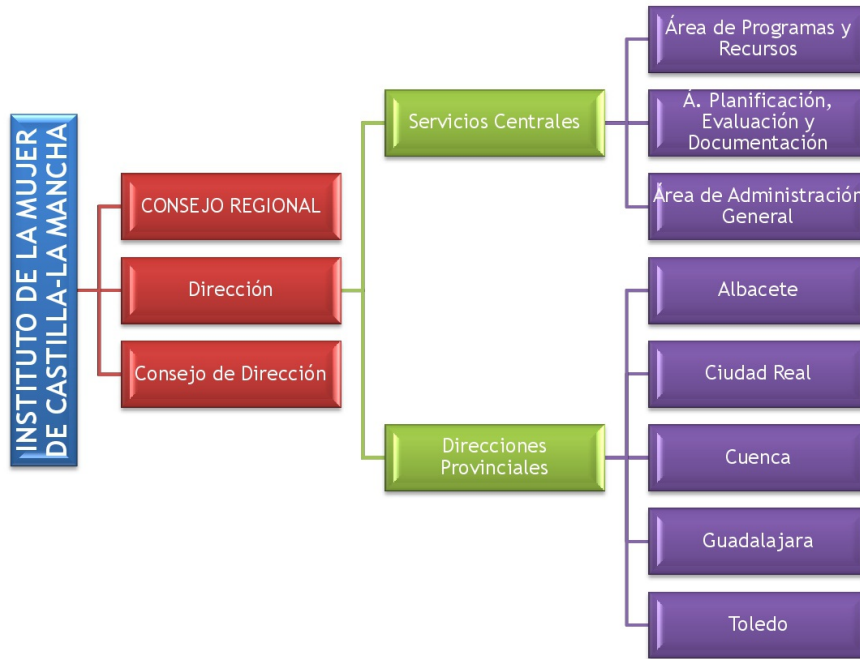 INSTITUTO DE LA MUJER
DE CASTILLA-LA MANCHA
CONSEJO REGIONAL
Dirección
Consejo de Dirección
Servicios Centrales
Direcciones
Provinciales
Área de Programas y
Recursos
Á. Planificación,
Evaluación y
Documentación
Área de Administración
General
Albacete
Ciudad Real
Cuenca
Guadalajara
Toledo